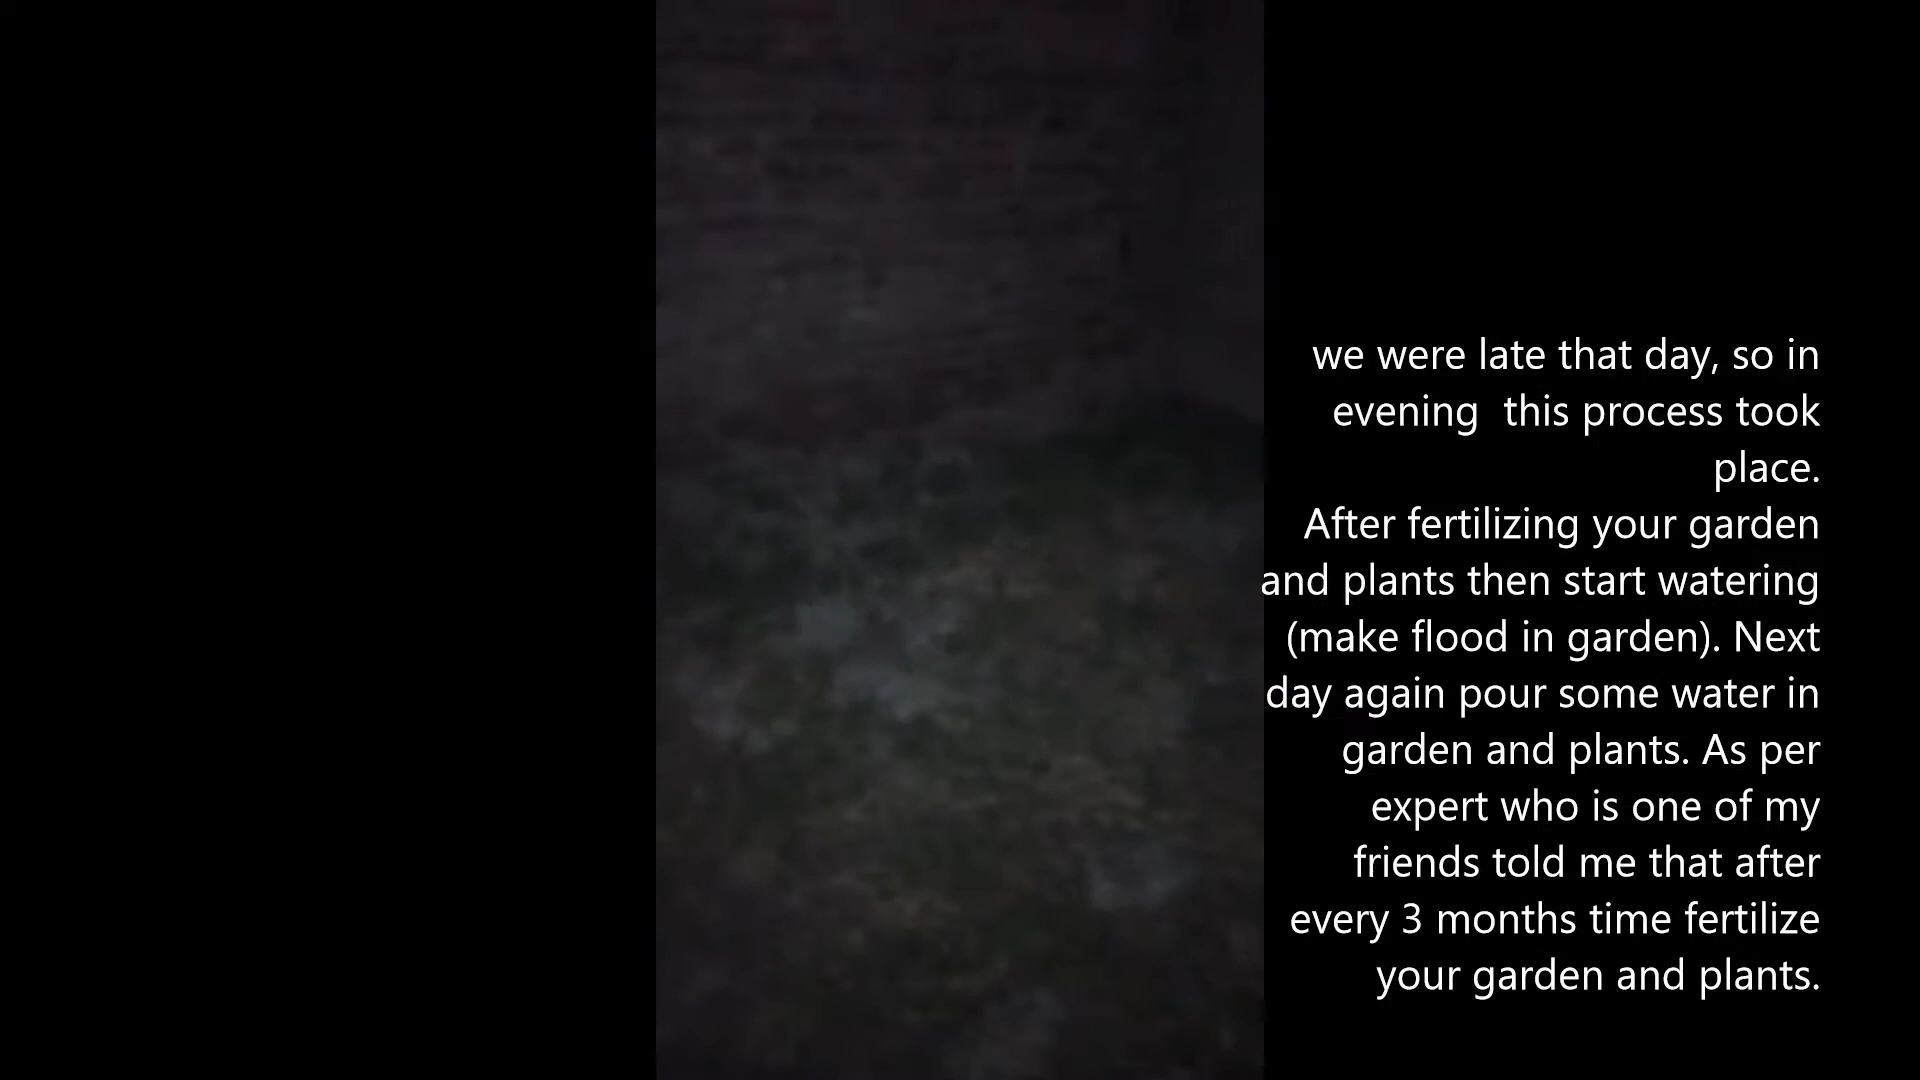 we were late that day, so in
evening  this process took
place.
After fertilizing your garden
and plants then start watering
(make flood in garden). Next
day again pour some water in
garden and plants. As per
expert who is one of my
friends told me that after
every 3 months time fertilize
your garden and plants.